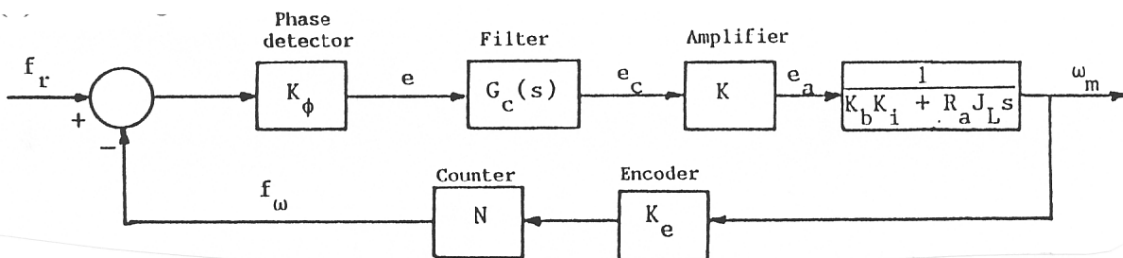 Phase
detector
Filter
Amplifier
f_r
e
e_c
e_a
ω_m
+
−
K_ϕ
G_c(s)
K
1
K_b K_i + R_a J_L s
Counter
Encoder
f_ω
N
K_e